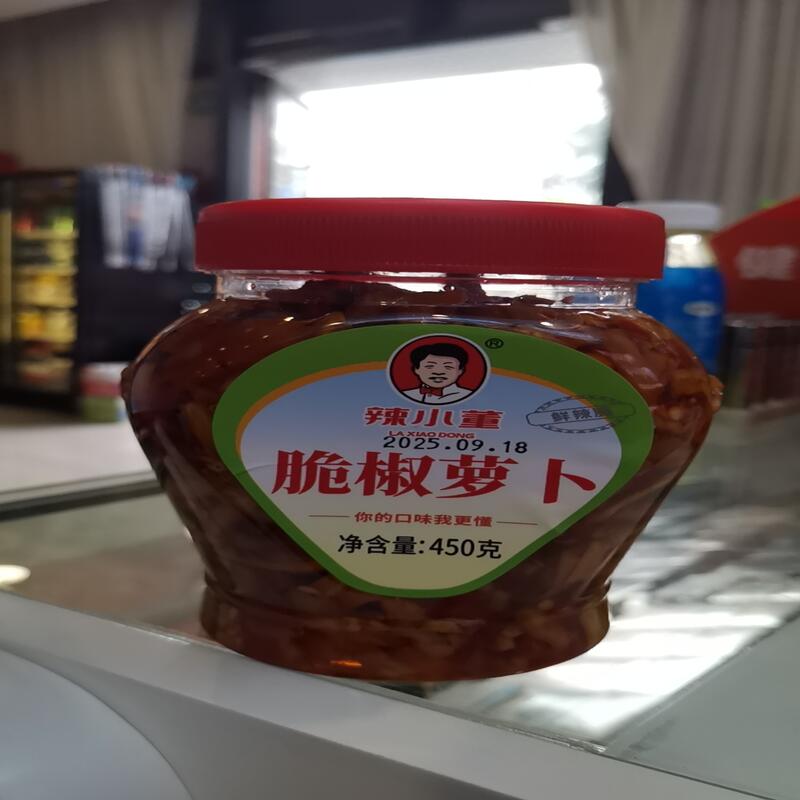 ®
辣小董
LA XIAO DONG
2025.09.18
鲜辣
脆椒萝卜
你的口味我更懂
净含量:450克
健